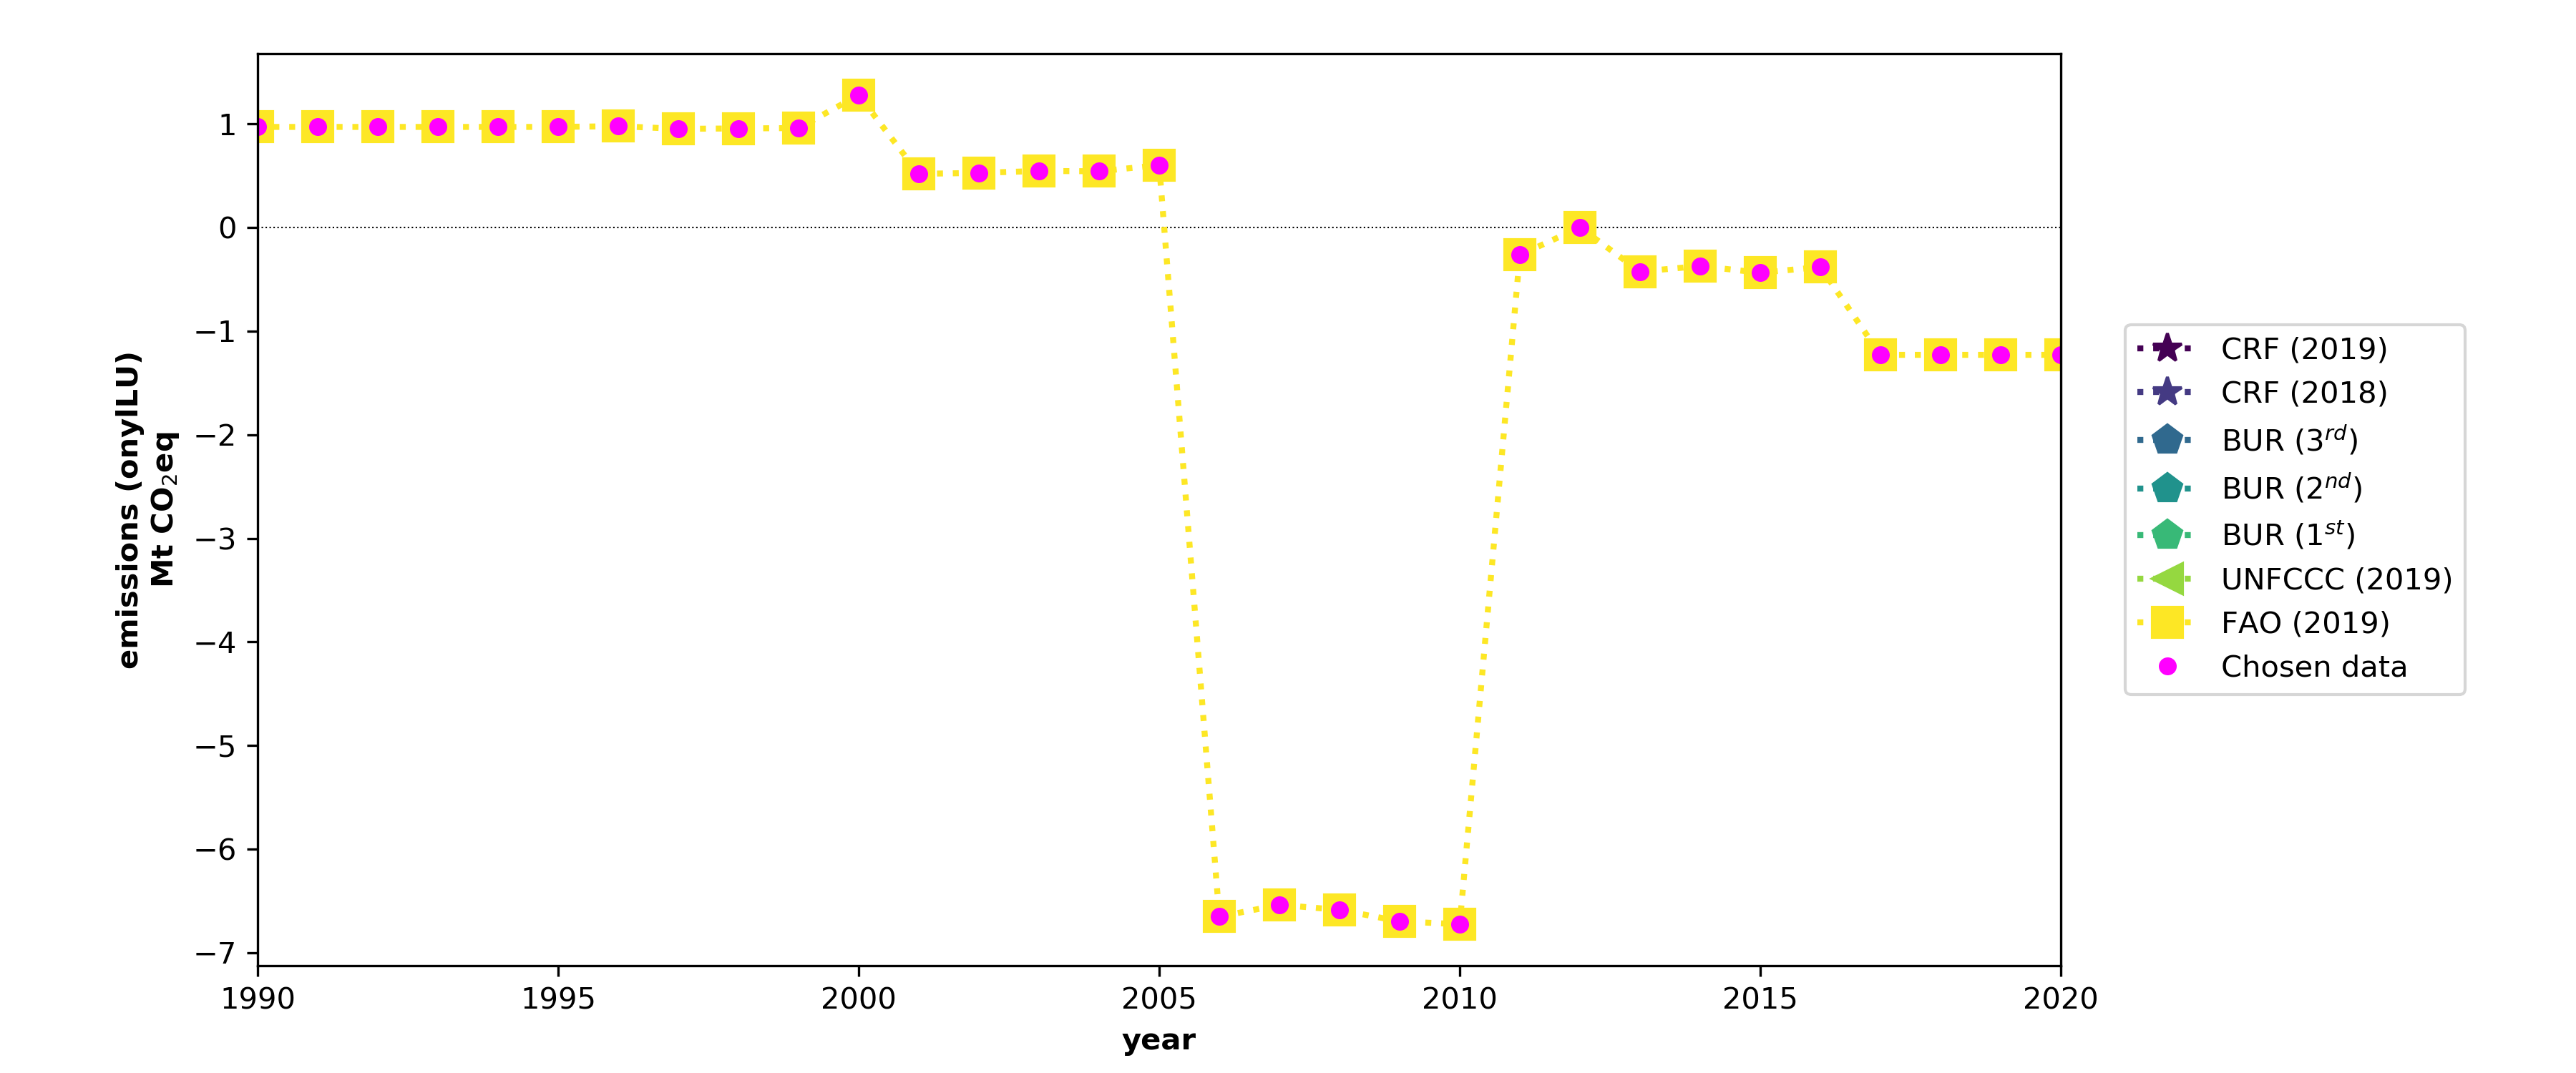 emissions (onylLU)
Mt CO₂eq
1
0
−1
−2
−3
−4
−5
−6
−7
1990 1995 2000 2005 2010 2015 2020
year
CRF (2019)
CRF (2018)
BUR (3ʳᵈ)
BUR (2ⁿᵈ)
BUR (1ˢᵗ)
UNFCCC (2019)
FAO (2019)
Chosen data